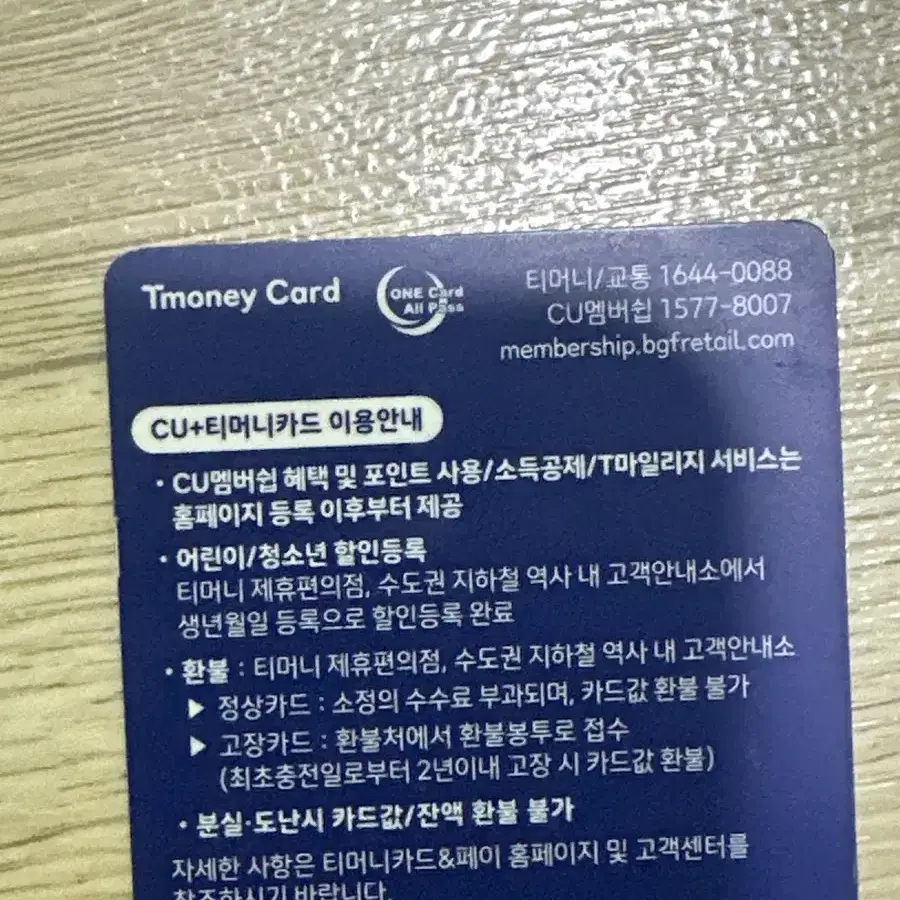 Tmoney Card
ONE Card
All Pass
티머니/교통 1644-0088
CU멤버쉽 1577-8007
membership.bgfretail.com
CU+티머니카드 이용안내
· CU멤버쉽 혜택 및 포인트 사용/소득공제/T마일리지 서비스는
홈페이지 등록 이후부터 제공
· 어린이/청소년 할인등록
티머니 제휴편의점, 수도권 지하철 역사 내 고객안내소에서
생년월일 등록으로 할인등록 완료
· 환불 : 티머니 제휴편의점, 수도권 지하철 역사 내 고객안내소
▶ 정상카드 : 소정의 수수료 부과되며, 카드값 환불 불가
▶ 고장카드 : 환불처에서 환불봉투로 접수
(최초충전일로부터 2년이내 고장 시 카드값 환불)
· 분실·도난시 카드값/잔액 환불 불가
자세한 사항은 티머니카드&페이 홈페이지 및 고객센터를
참조하시기 바랍니다.